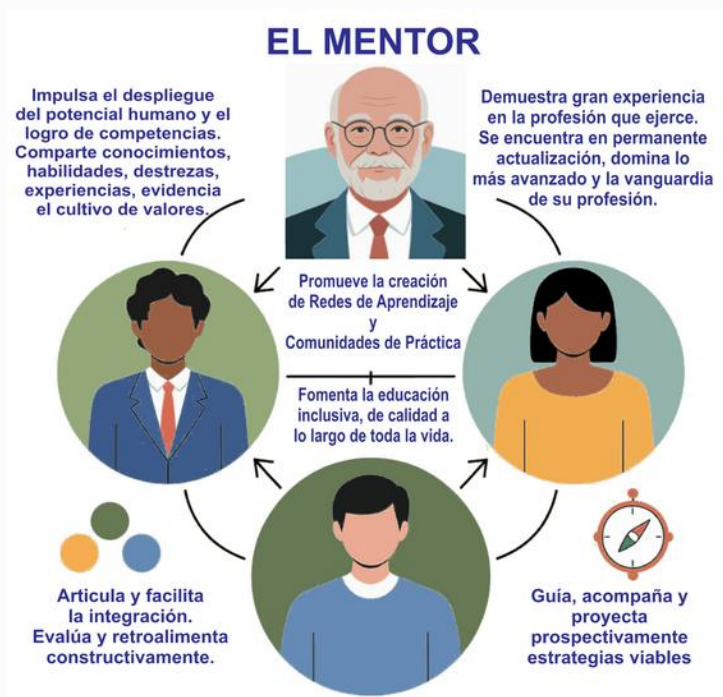 EL MENTOR
Impulsa el despliegue
del potencial humano y el
logro de competencias.
Comparte conocimientos,
habilidades, destrezas,
experiencias, evidencia
el cultivo de valores.
Demuestra gran experiencia
en la profesión que ejerce.
Se encuentra en permanente
actualización, domina lo
más avanzado y la vanguardia
de su profesión.
Promueve la creación
de Redes de Aprendizaje
y
Comunidades de Práctica
Fomenta la educación
inclusiva, de calidad a
lo largo de toda la vida.
Articula y facilita
la integración.
Evalúa y retroalimenta
constructivamente.
Guía, acompaña y
proyecta
prospectivamente
estrategias viables